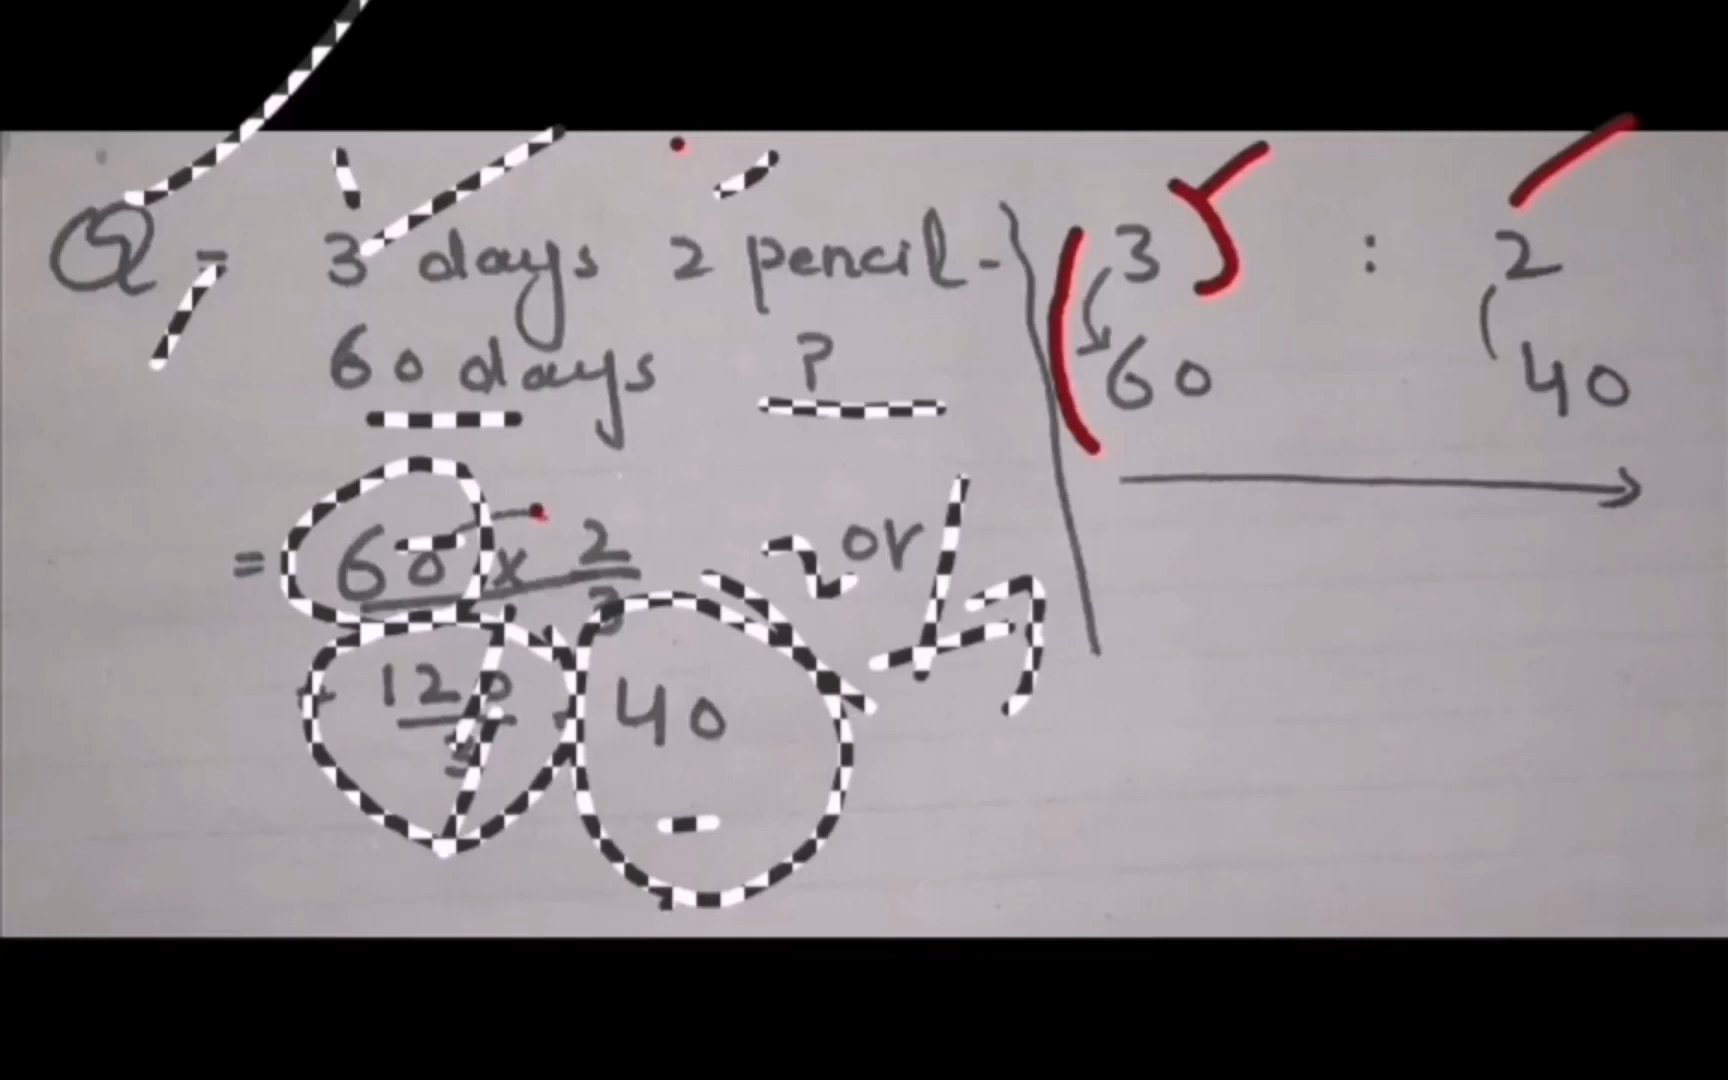 Q - 3 days 2 pencil -
60 days ?
= 60 x 2/3 or
120/3 40
3 : 2
60 40